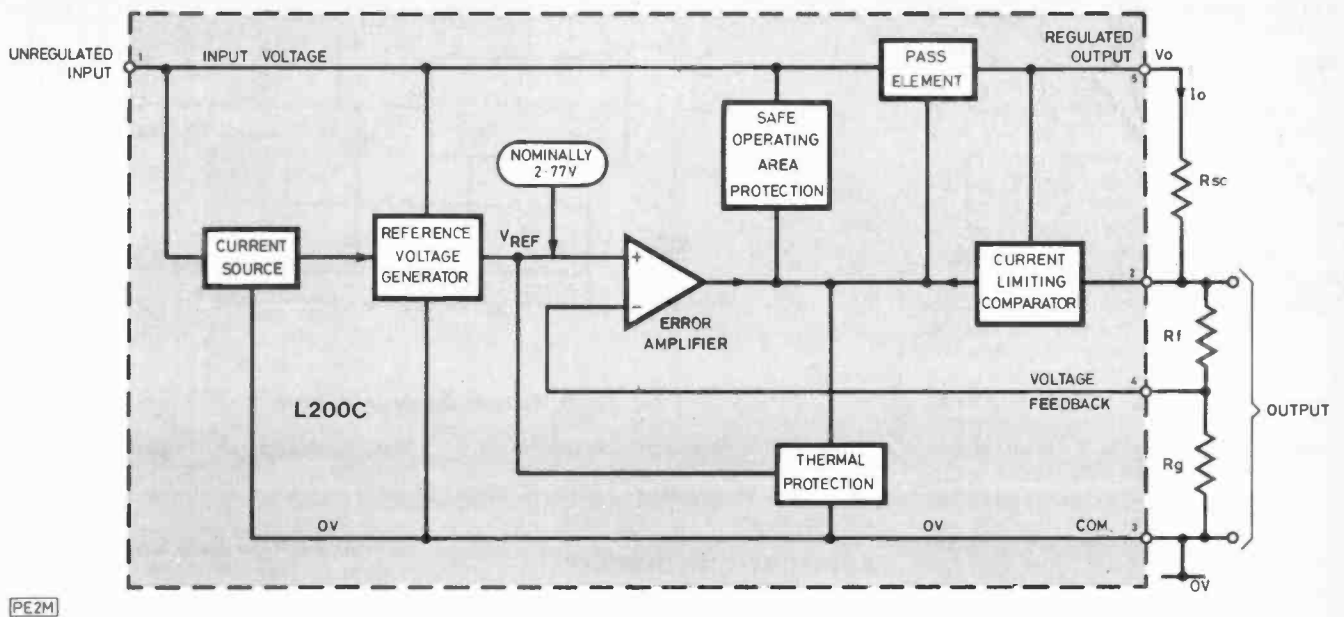 UNREGULATED
INPUT
1
INPUT VOLTAGE
PASS
ELEMENT
REGULATED
OUTPUT
Vo
5
Io
SAFE
OPERATING
AREA
PROTECTION
NOMINALLY
2·77V
Rsc
CURRENT
SOURCE
REFERENCE
VOLTAGE
GENERATOR
VREF
+
-
ERROR
AMPLIFIER
CURRENT
LIMITING
COMPARATOR
2
Rf
L200C
VOLTAGE
FEEDBACK
4
OUTPUT
THERMAL
PROTECTION
Rg
0V
0V
COM.
3
0V
PE2M